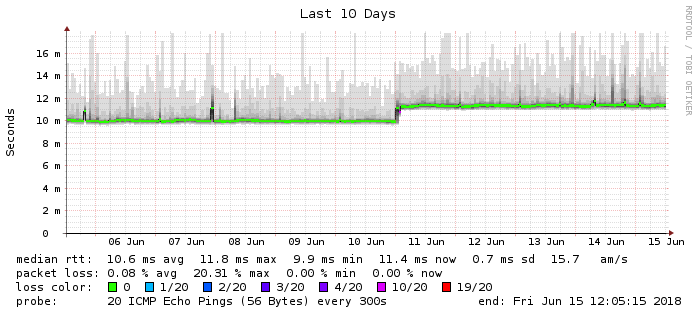 Last 10 Days
RRDTOOL / TOBI OETIKER
Seconds
16 m
14 m
12 m
10 m
8 m
6 m
4 m
2 m
0
06 Jun 07 Jun 08 Jun 09 Jun 10 Jun 11 Jun 12 Jun 13 Jun 14 Jun 15 Jun
median rtt: 10.6 ms avg 11.8 ms max 9.9 ms min 11.4 ms now 0.7 ms sd 15.7 am/s
packet loss: 0.08 % avg 20.31 % max 0.00 % min 0.00 % now
loss color: 0 1/20 2/20 3/20 4/20 10/20 19/20
probe: 20 ICMP Echo Pings (56 Bytes) every 300s end: Fri Jun 15 12:05:15 2018